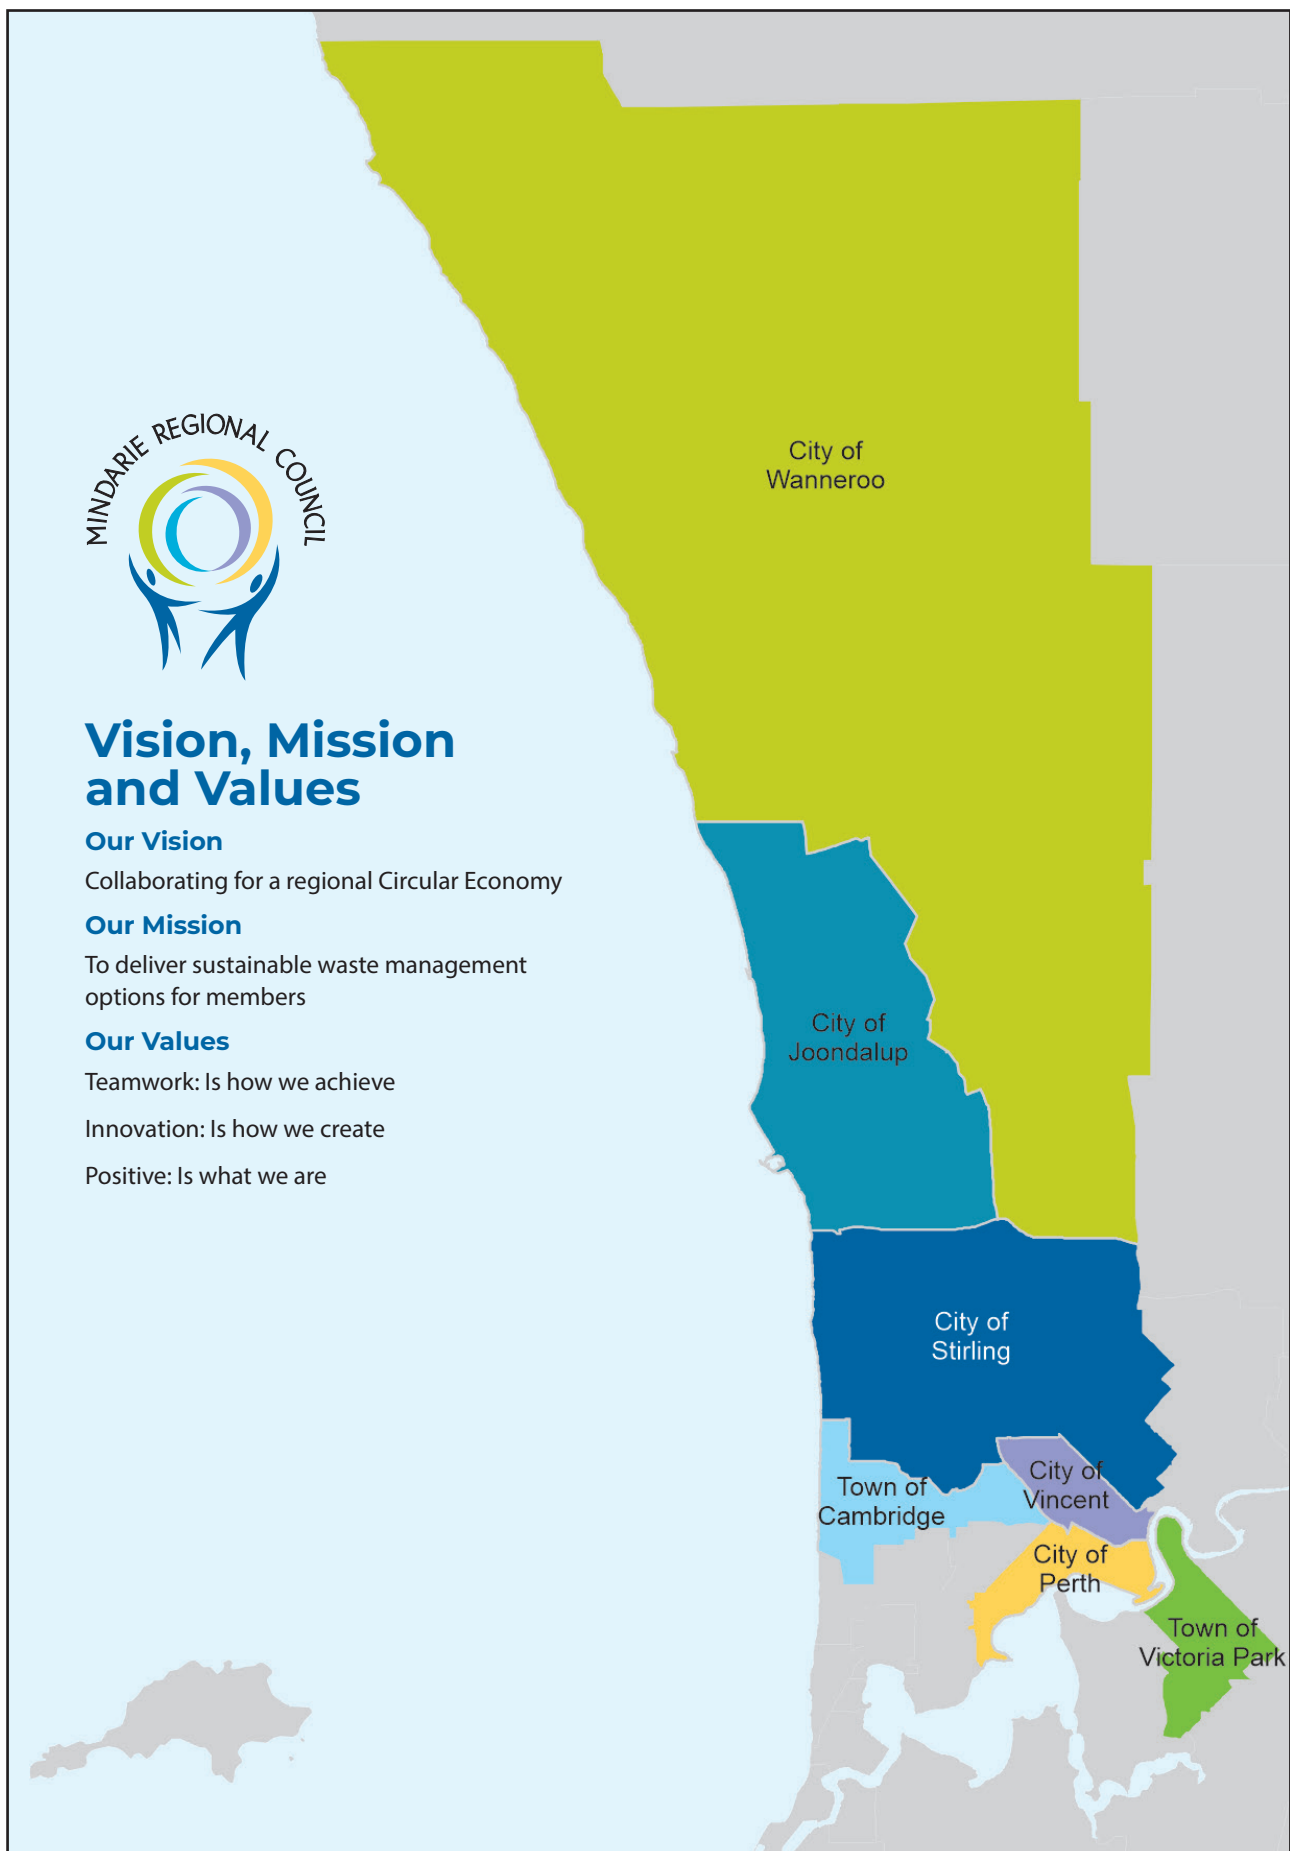 MINDARIE REGIONAL COUNCIL
Vision, Mission
and Values
Our Vision
Collaborating for a regional Circular Economy
Our Mission
To deliver sustainable waste management
options for members
Our Values
Teamwork: Is how we achieve
Innovation: Is how we create
Positive: Is what we are
City of
Wanneroo
City of
Joondalup
City of
Stirling
Town of
Cambridge
City of
Vincent
City of
Perth
Town of
Victoria Park